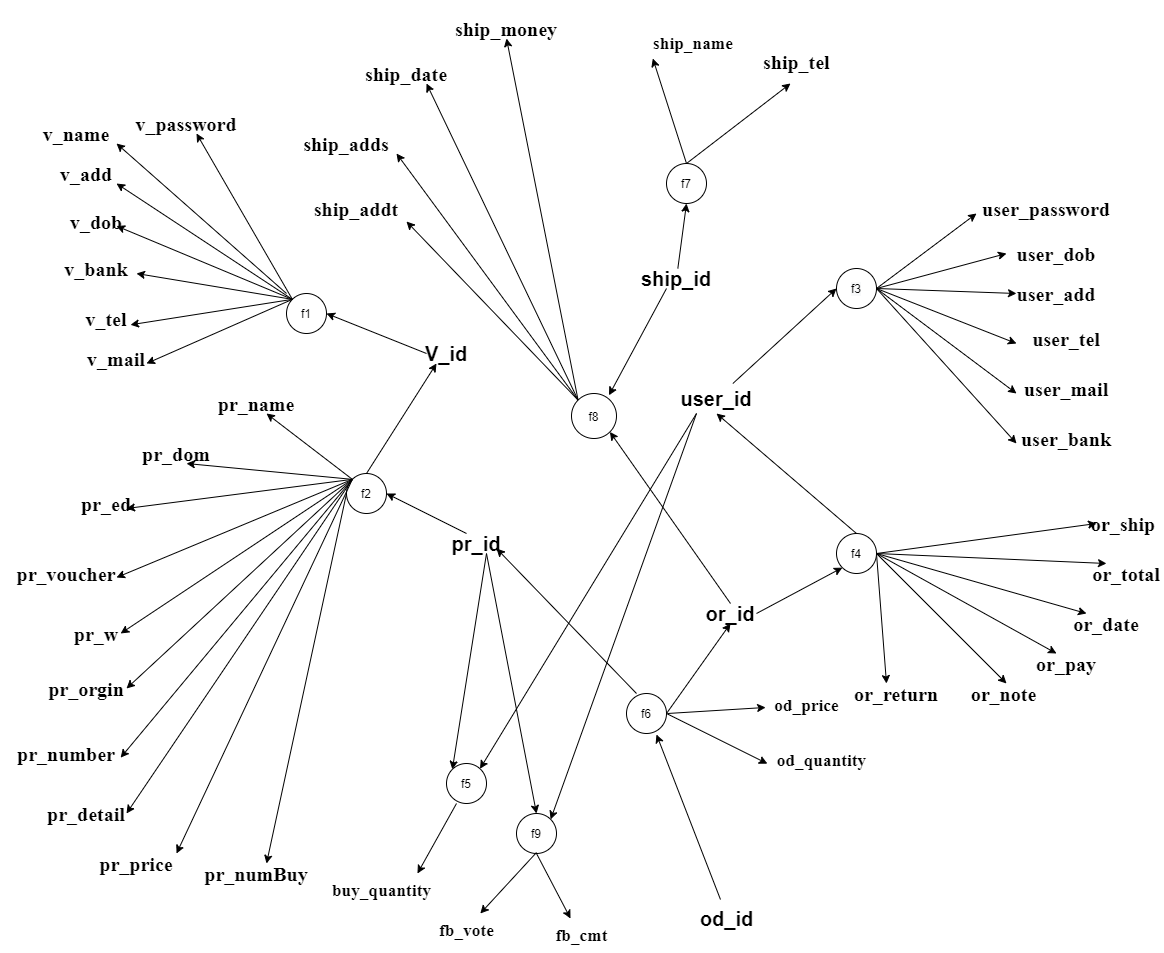 ship_money
ship_name
ship_tel
ship_date
v_password
v_name
ship_adds
v_add
ship_addt
user_password
v_dob
user_dob
v_bank
ship_id
f7
f3
user_add
v_tel
f1
user_tel
v_mail
V_id
user_mail
pr_name
user_id
f8
user_bank
pr_dom
f2
pr_ed
or_ship
pr_id
f4
pr_voucher
or_total
or_id
or_date
pr_w
or_pay
pr_orgin
or_return
or_note
f6
od_price
pr_number
od_quantity
f5
pr_detail
f9
pr_price
pr_numBuy
buy_quantity
od_id
fb_vote
fb_cmt